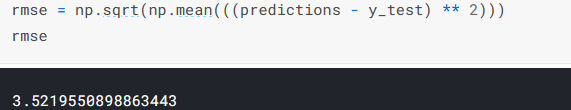 rmse = np.sqrt(np.mean(((predictions - y_test) ** 2)))
rmse
3.5219550898863443